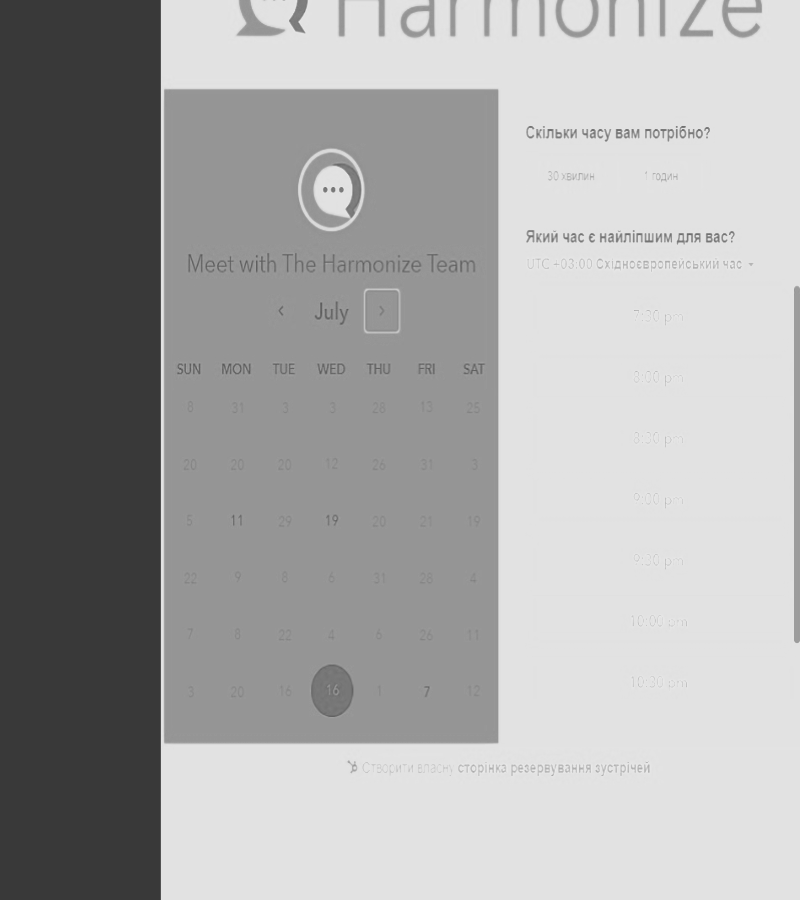 Harmonize
Meet with The Harmonize Team
July
SUN MON TUE WED THU FRI SAT
8 31 3 3 28 13 25
20 20 20 12 26 31 3
5 11 29 19 20 21 19
22 9 8 6 31 28 4
7 8 22 4 6 26 11
3 20 16 16 1 7 12
Скільки часу вам потрібно?
30 хвилин 1 годин
Який час є найліпшим для вас?
UTC +03:00 Східноєвропейський час
7:30 pm
8:00 pm
8:30 pm
9:00 pm
9:30 pm
10:00 pm
10:30 pm
Створити власну сторінка резервування зустрічей